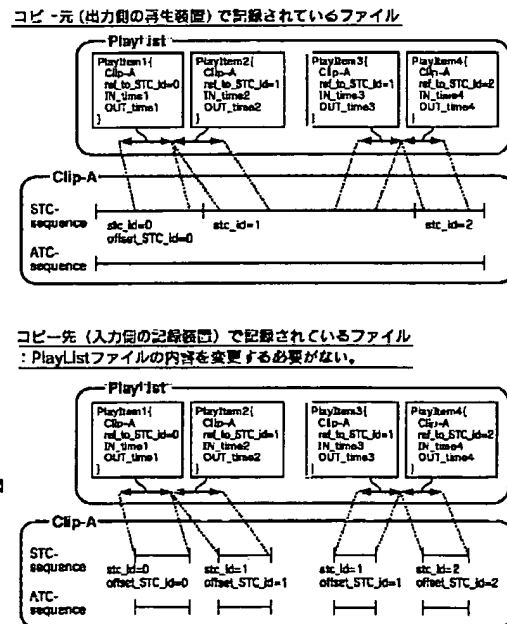 コピー元(出力側の再生装置)で記録されているファイル
PlayList
PlayItem1{ PlayItem2{ PlayItem3{ PlayItem4{
Clip-A Clip-A Clip-A Clip-A
ref_to_STC_id=0 ref_to_STC_id=1 ref_to_STC_id=1 ref_to_STC_id=2
IN_time1 IN_time2 IN_time3 IN_time4
OUT_time1 OUT_time2 OUT_time3 OUT_time4
} } } }
Clip-A
STC-
sequence
stc_id=0 stc_id=1 stc_id=2
offset_STC_id=0
ATC-
sequence
コピー先(入力側の記録装置)で記録されているファイル
:PlayListファイルの内容を変更する必要がない。
PlayList
PlayItem1{ PlayItem2{ PlayItem3{ PlayItem4{
Clip-A Clip-A Clip-A Clip-A
ref_to_STC_id=0 ref_to_STC_id=1 ref_to_STC_id=1 ref_to_STC_id=2
IN_time1 IN_time2 IN_time3 IN_time4
OUT_time1 OUT_time2 OUT_time3 OUT_time4
} } } }
Clip-A
STC-
sequence
stc_id=0 stc_id=1 stc_id=1 stc_id=2
offset_STC_id=0 offset_STC_id=1 offset_STC_id=1 offset_STC_id=2
ATC-
sequence